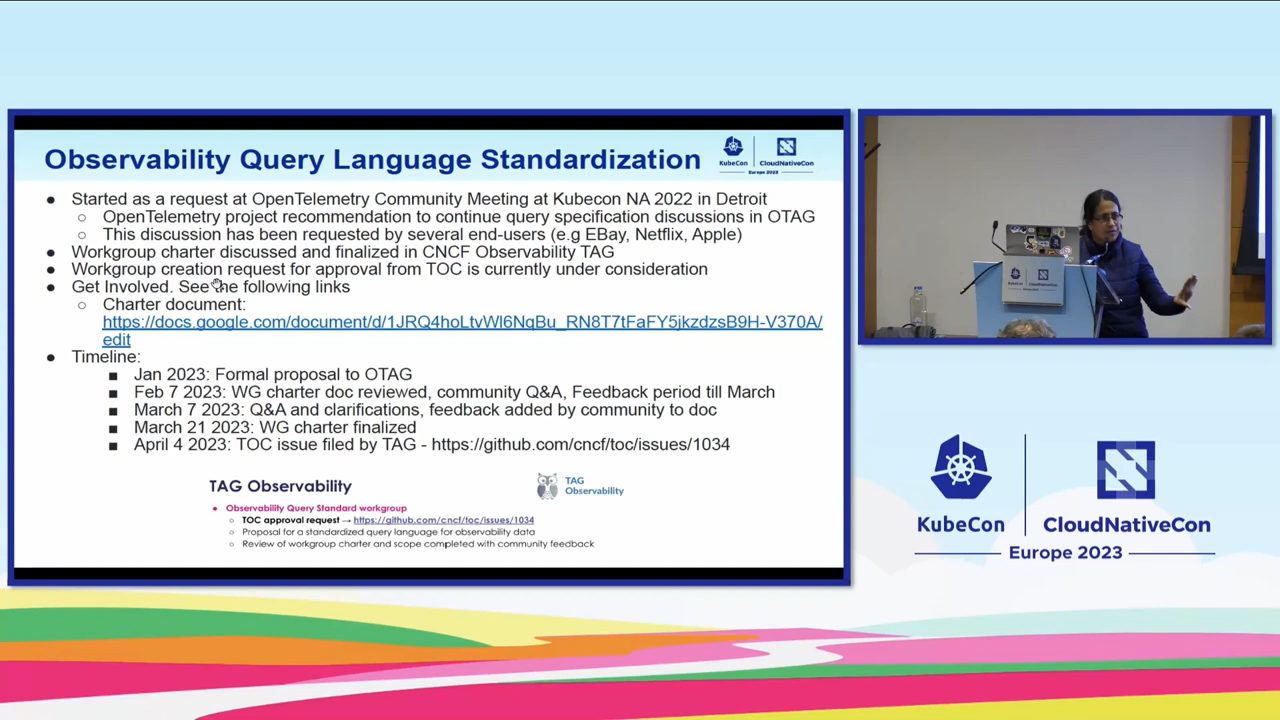 Observability Query Language Standardization
KubeCon
CloudNativeCon
Europe 2023
● Started as a request at OpenTelemetry Community Meeting at Kubecon NA 2022 in Detroit
○ OpenTelemetry project recommendation to continue query specification discussions in OTAG
○ This discussion has been requested by several end-users (e.g EBay, Netflix, Apple)
● Workgroup charter discussed and finalized in CNCF Observability TAG
● Workgroup creation request for approval from TOC is currently under consideration
● Get Involved. See the following links
○ Charter document:
https://docs.google.com/document/d/1JRQ4hoLtvWl6NqBu_RN8T7tFaFY5jkzdzsB9H-V370A/
edit
● Timeline:
■ Jan 2023: Formal proposal to OTAG
■ Feb 7 2023: WG charter doc reviewed, community Q&A, Feedback period till March
■ March 7 2023: Q&A and clarifications, feedback added by community to doc
■ March 21 2023: WG charter finalized
■ April 4 2023: TOC issue filed by TAG - https://github.com/cncf/toc/issues/1034
TAG Observability
TAG
Observability
● Observability Query Standard workgroup
○ TOC approval request → https://github.com/cncf/toc/issues/1034
○ Proposal for a standardized query language for observability data
○ Review of workgroup charter and scope completed with community feedback
KubeCon
CloudNativeCon
Europe 2023